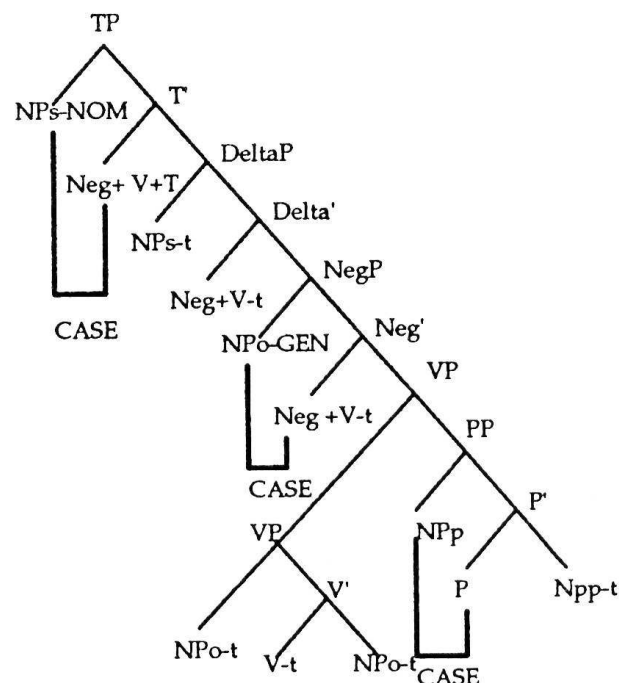 TP
NPs-NOM
T'
Neg+ V+T
DeltaP
NPs-t
Delta'
Neg+V-t
NegP
CASE
NPo-GEN
Neg'
Neg +V-t
VP
CASE
PP
VP
NPp
P'
P
Npp-t
NPo-t
V'
V-t
NPo-t
CASE